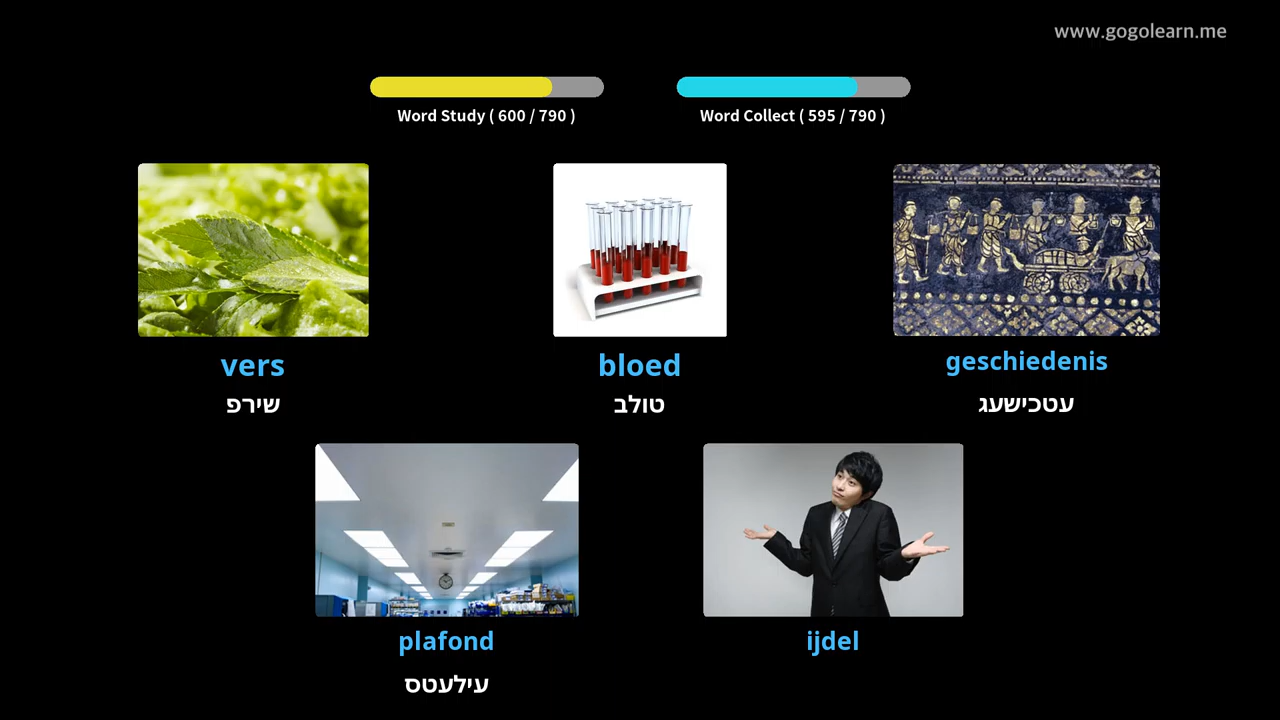 www.gogolearn.me
Word Study ( 600 / 790 )
Word Collect ( 595 / 790 )
vers
שירפ
bloed
טולב
geschiedenis
עטכישעג
plafond
עילעטס
ijdel